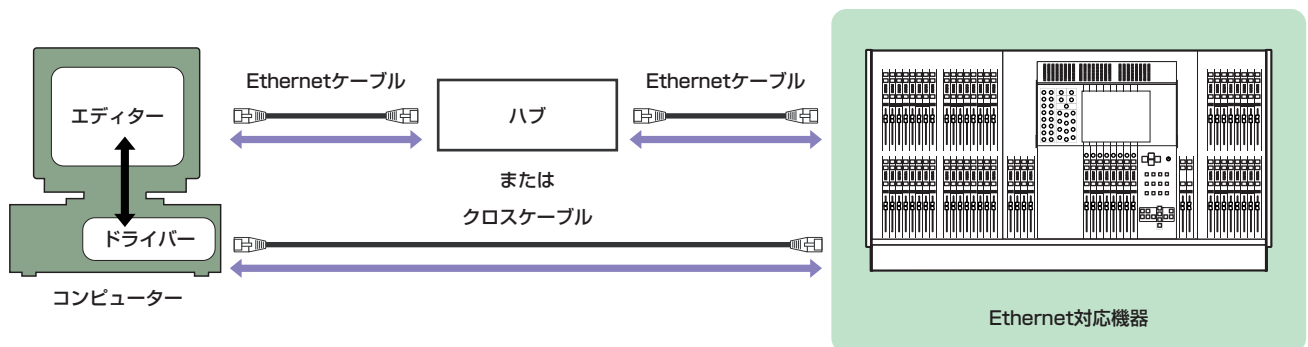 Ethernetケーブル
Ethernetケーブル
エディター
ハブ
または
クロスケーブル
ドライバー
コンピューター
Ethernet対応機器